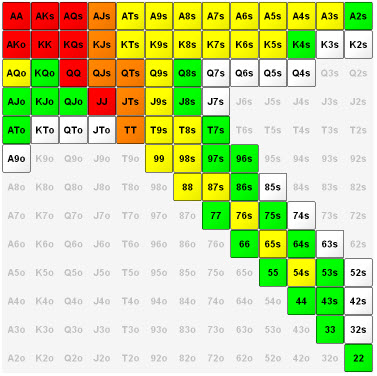 AA AKs AQs AJs ATs A9s A8s A7s A6s A5s A4s A3s A2s
AKo KK KQs KJs KTs K9s K8s K7s K6s K5s K4s K3s K2s
AQo KQo QQ QJs QTs Q9s Q8s Q7s Q6s Q5s Q4s Q3s Q2s
AJo KJo QJo JJ JTs J9s J8s J7s J6s J5s J4s J3s J2s
ATo KTo QTo JTo TT T9s T8s T7s T6s T5s T4s T3s T2s
A9o K9o Q9o J9o T9o 99 98s 97s 96s 95s 94s 93s 92s
A8o K8o Q8o J8o T8o 98o 88 87s 86s 85s 84s 83s 82s
A7o K7o Q7o J7o T7o 97o 87o 77 76s 75s 74s 73s 72s
A6o K6o Q6o J6o T6o 96o 86o 76o 66 65s 64s 63s 62s
A5o K5o Q5o J5o T5o 95o 85o 75o 65o 55 54s 53s 52s
A4o K4o Q4o J4o T4o 94o 84o 74o 64o 54o 44 43s 42s
A3o K3o Q3o J3o T3o 93o 83o 73o 63o 53o 43o 33 32s
A2o K2o Q2o J2o T2o 92o 82o 72o 62o 52o 42o 32o 22